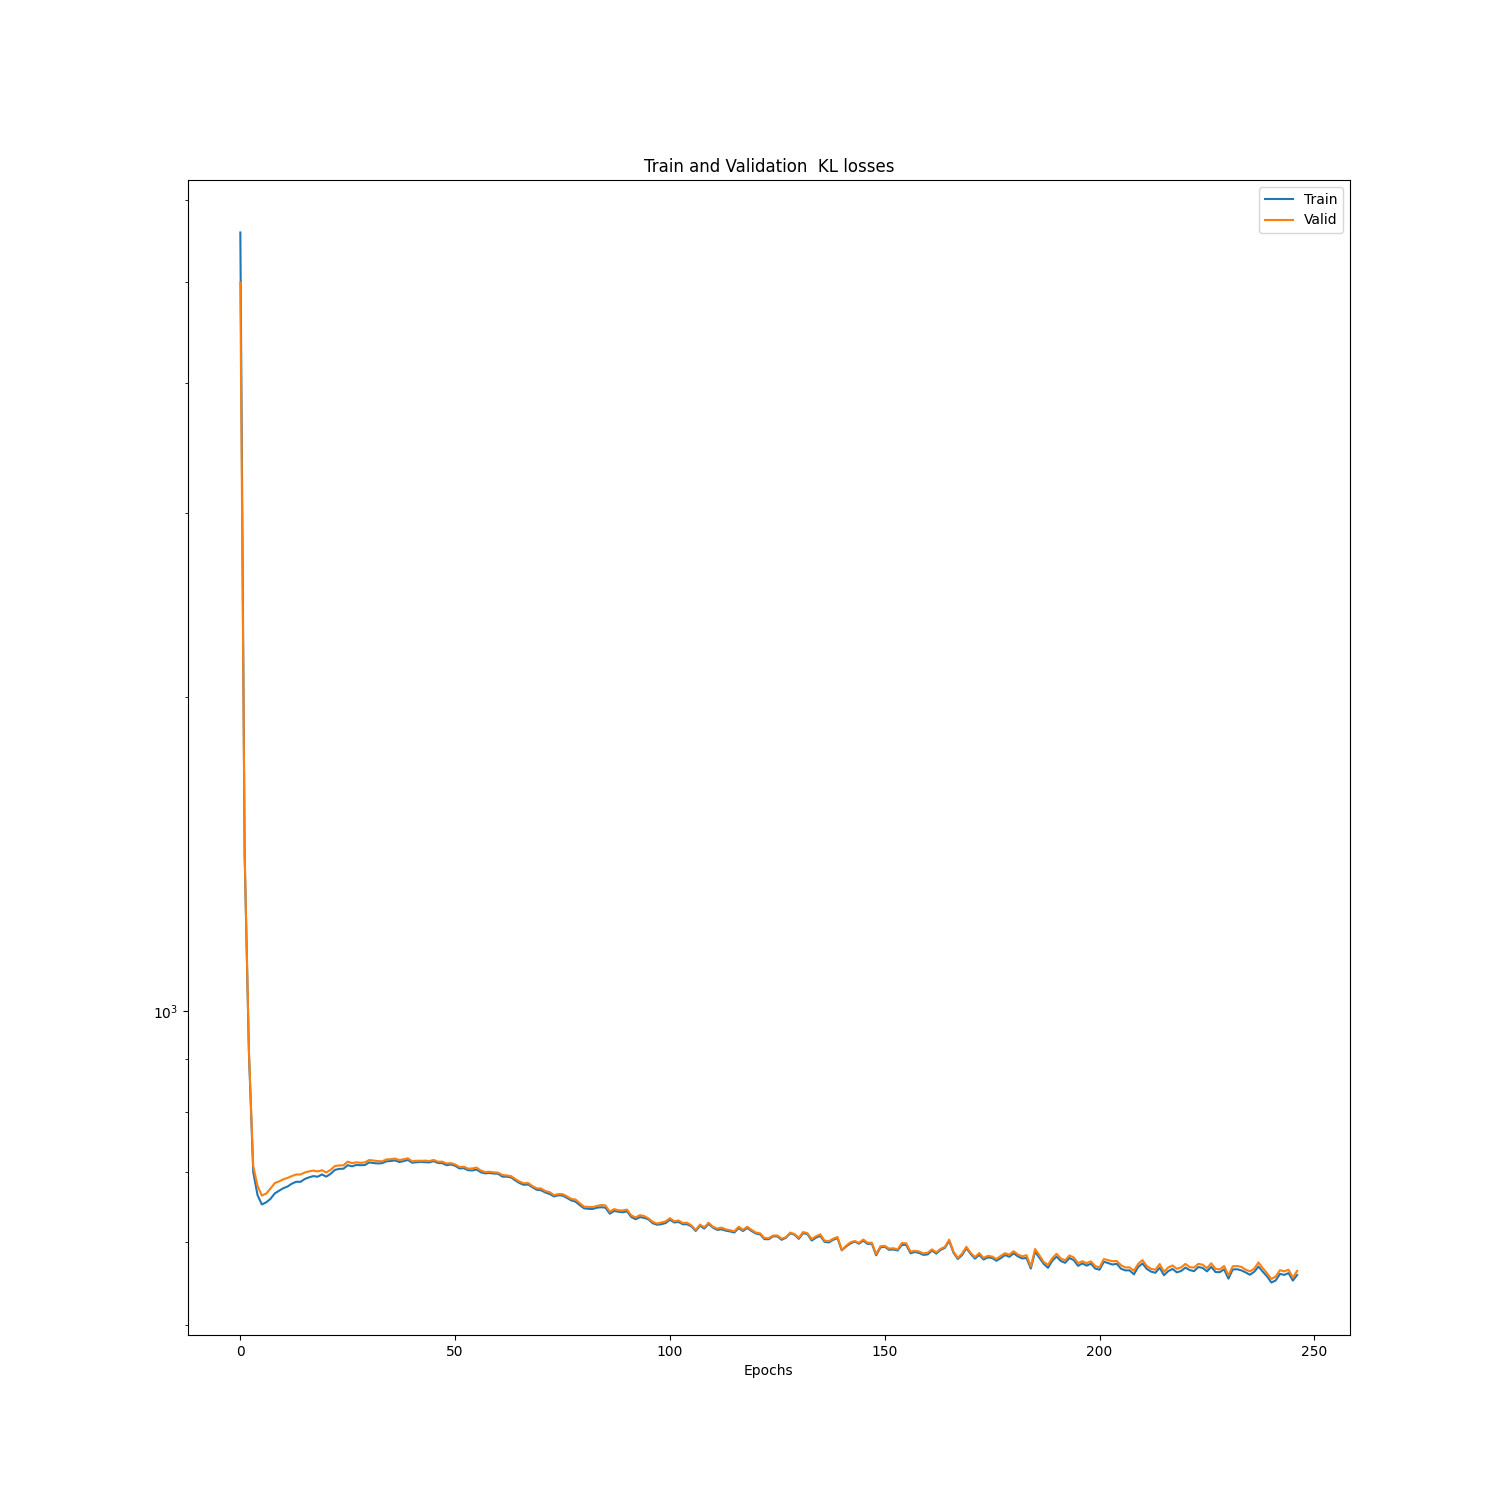 Train and Validation  KL losses
Train
Valid
10³
0 50 100 150 200 250
Epochs